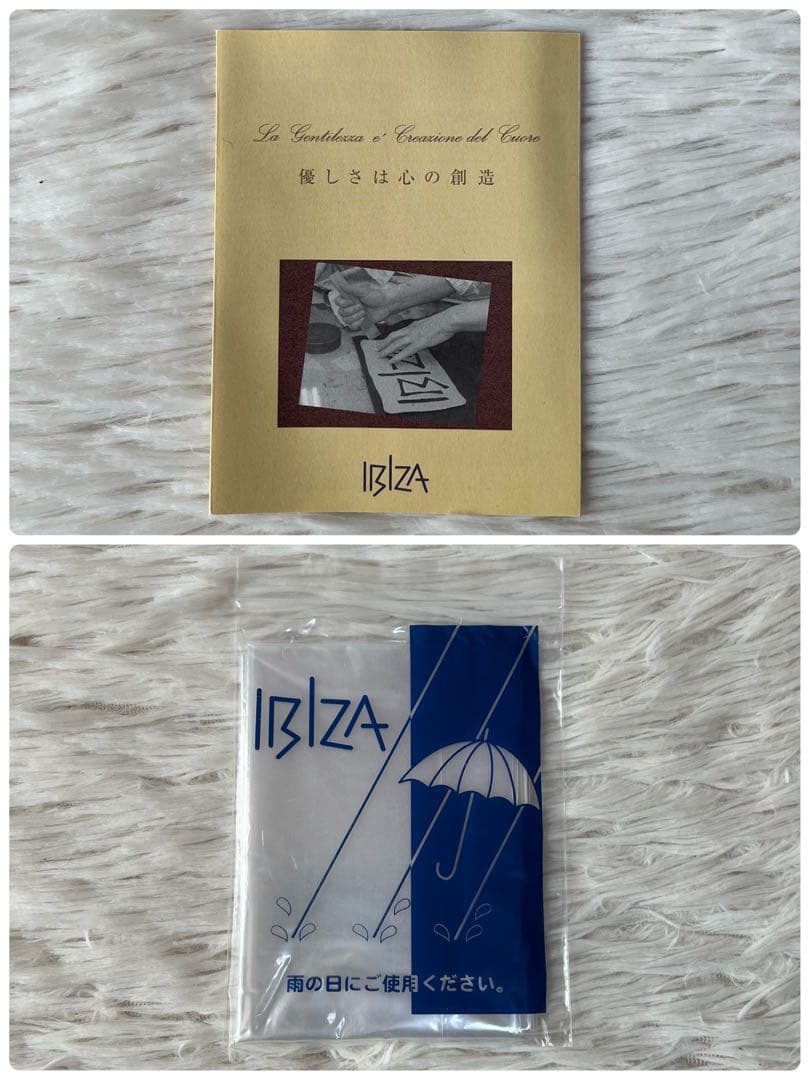 La Gentilezza e' Creazione del Cuore
優しさは心の創造
IBIZA
IBIZA
IBIZA
雨の日にご使用ください。